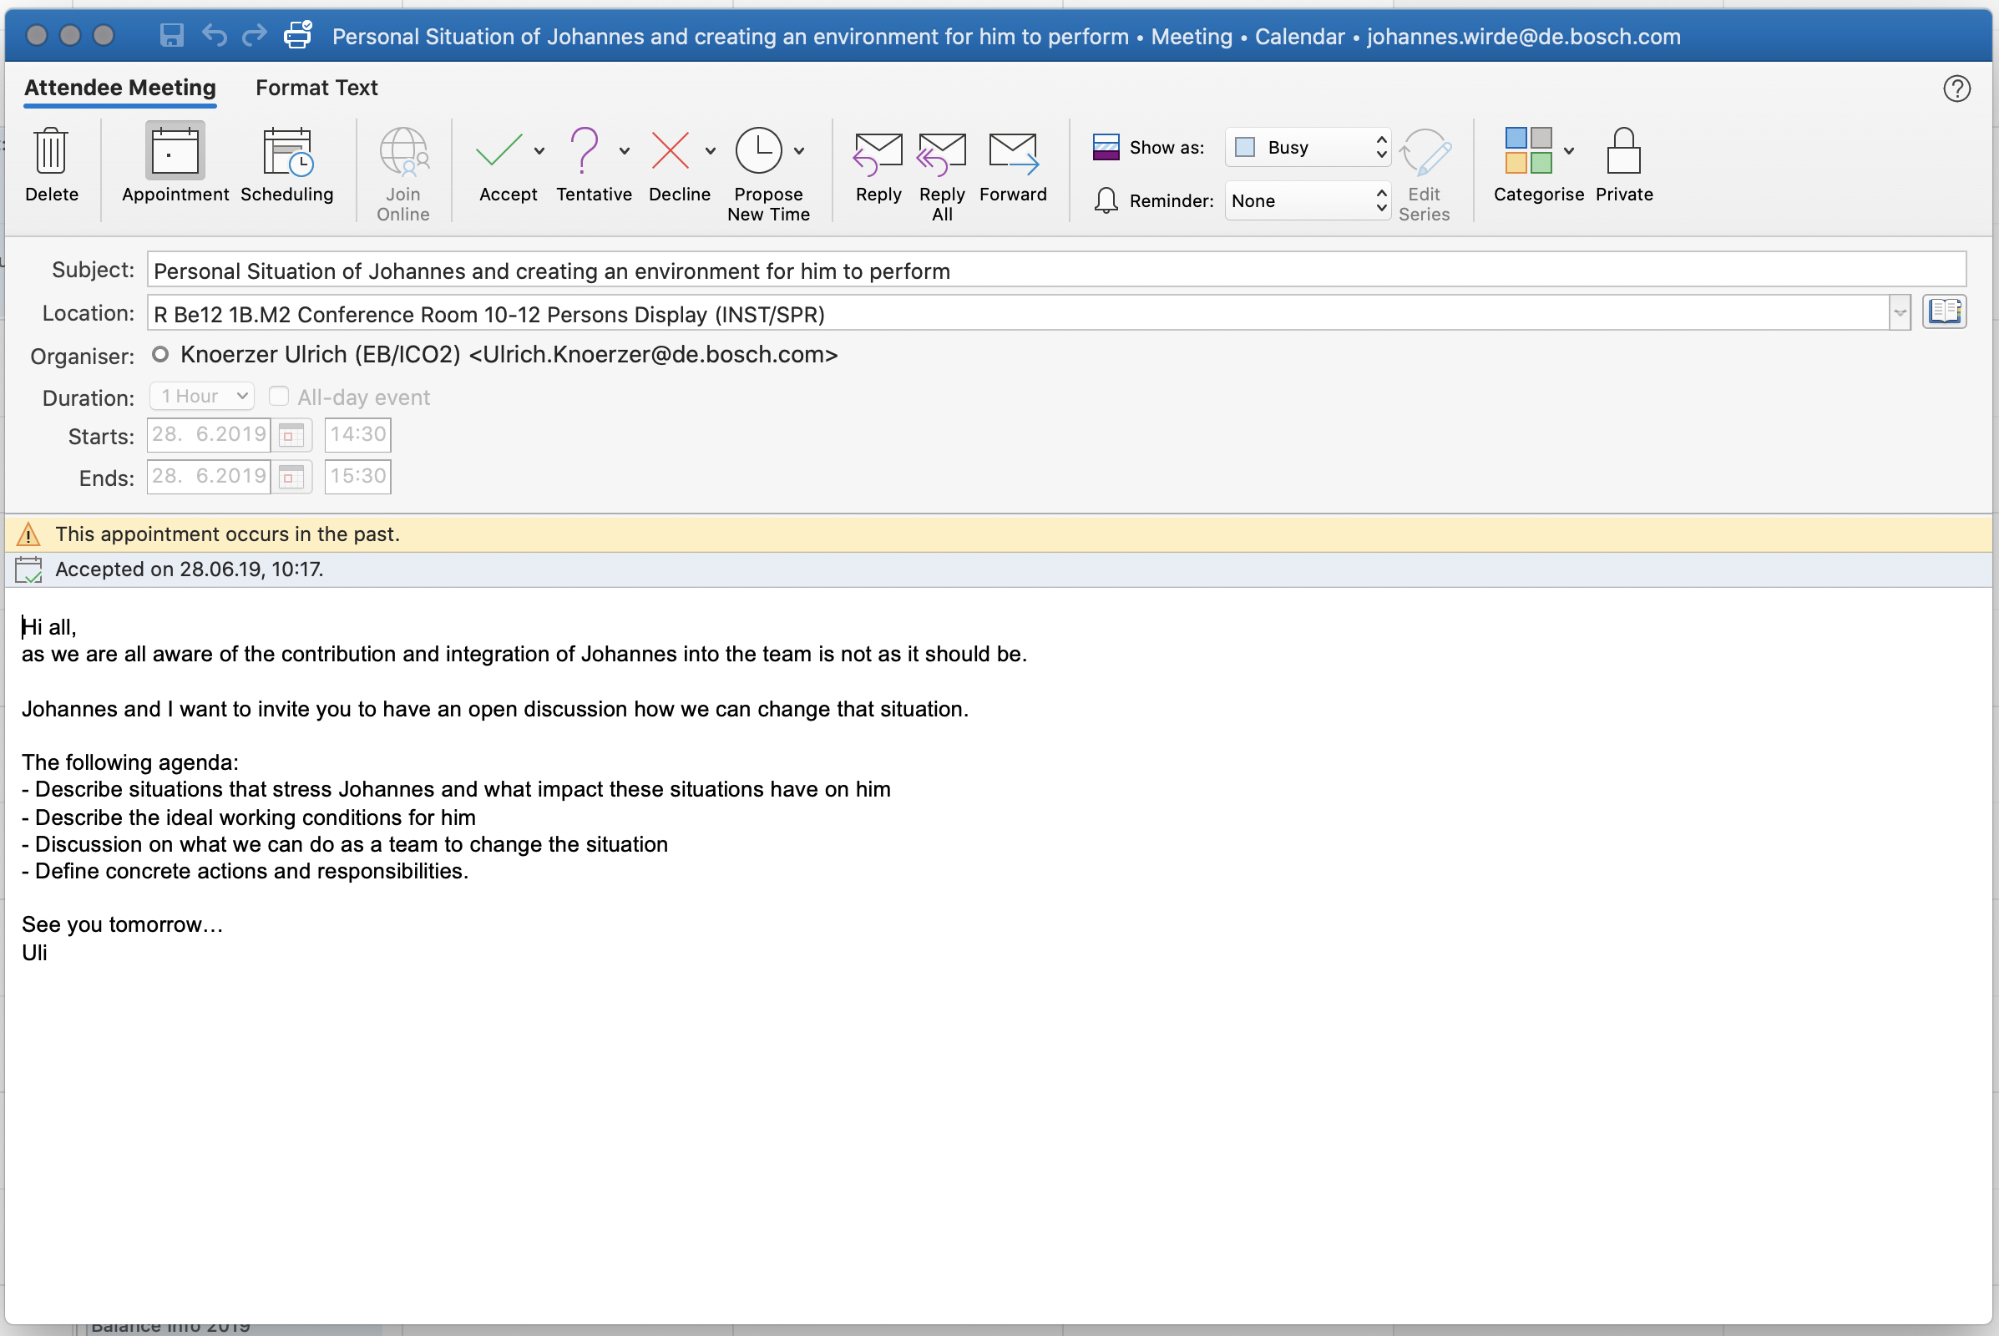 Personal Situation of Johannes and creating an environment for him to perform • Meeting • Calendar • johannes.wirde@de.bosch.com
Attendee Meeting Format Text
Delete Appointment Scheduling Join Online Accept Tentative Decline Propose New Time Reply Reply All Forward Show as: Busy Reminder: None Edit Series Categorise Private
Subject: Personal Situation of Johannes and creating an environment for him to perform
Location: R Be12 1B.M2 Conference Room 10-12 Persons Display (INST/SPR)
Organiser: Knoerzer Ulrich (EB/ICO2) <Ulrich.Knoerzer@de.bosch.com>
Duration: 1 Hour All-day event
Starts: 28. 6.2019 14:30
Ends: 28. 6.2019 15:30
This appointment occurs in the past.
Accepted on 28.06.19, 10:17.
Hi all,
as we are all aware of the contribution and integration of Johannes into the team is not as it should be.
Johannes and I want to invite you to have an open discussion how we can change that situation.
The following agenda:
- Describe situations that stress Johannes and what impact these situations have on him
- Describe the ideal working conditions for him
- Discussion on what we can do as a team to change the situation
- Define concrete actions and responsibilities.
See you tomorrow…
Uli
Balance Info 2019